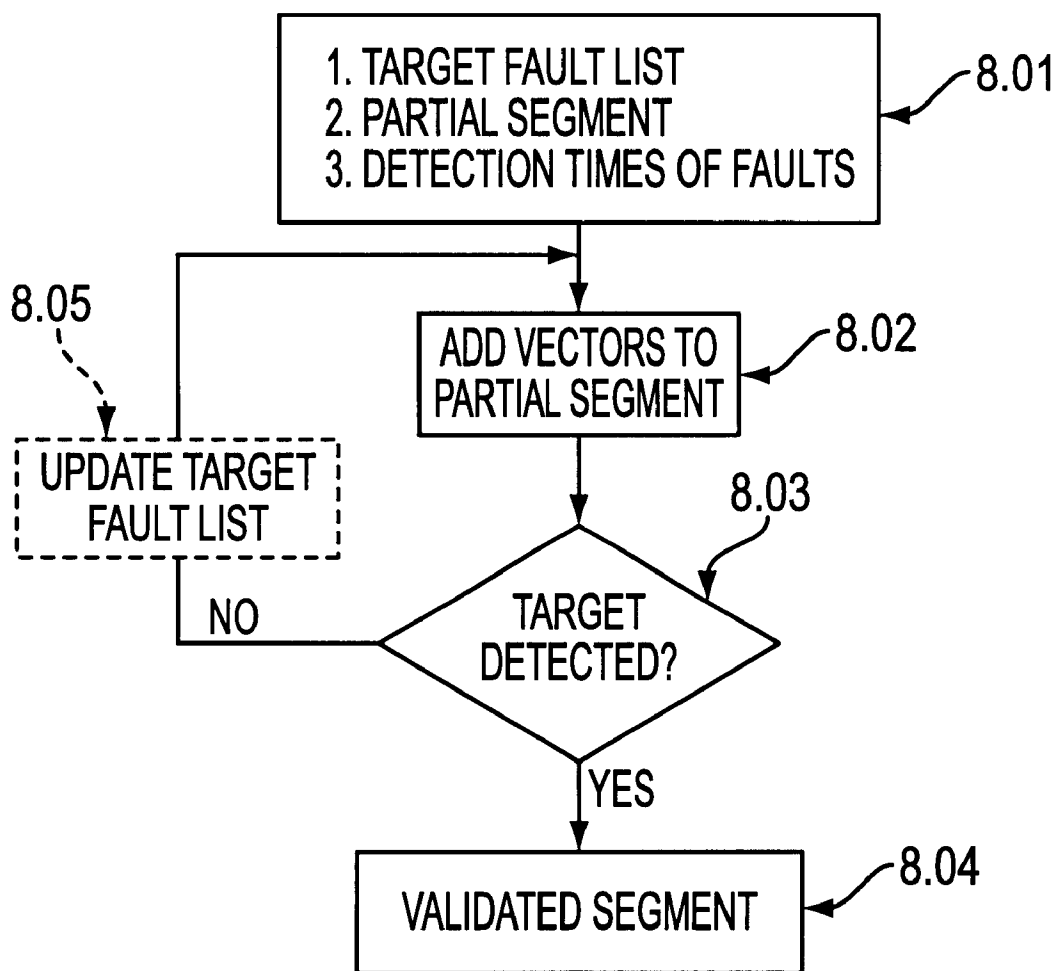 1. TARGET FAULT LIST
2. PARTIAL SEGMENT
3. DETECTION TIMES OF FAULTS
8.01
8.05
ADD VECTORS TO
PARTIAL SEGMENT
8.02
UPDATE TARGET
FAULT LIST
8.03
NO
TARGET
DETECTED?
YES
VALIDATED SEGMENT
8.04